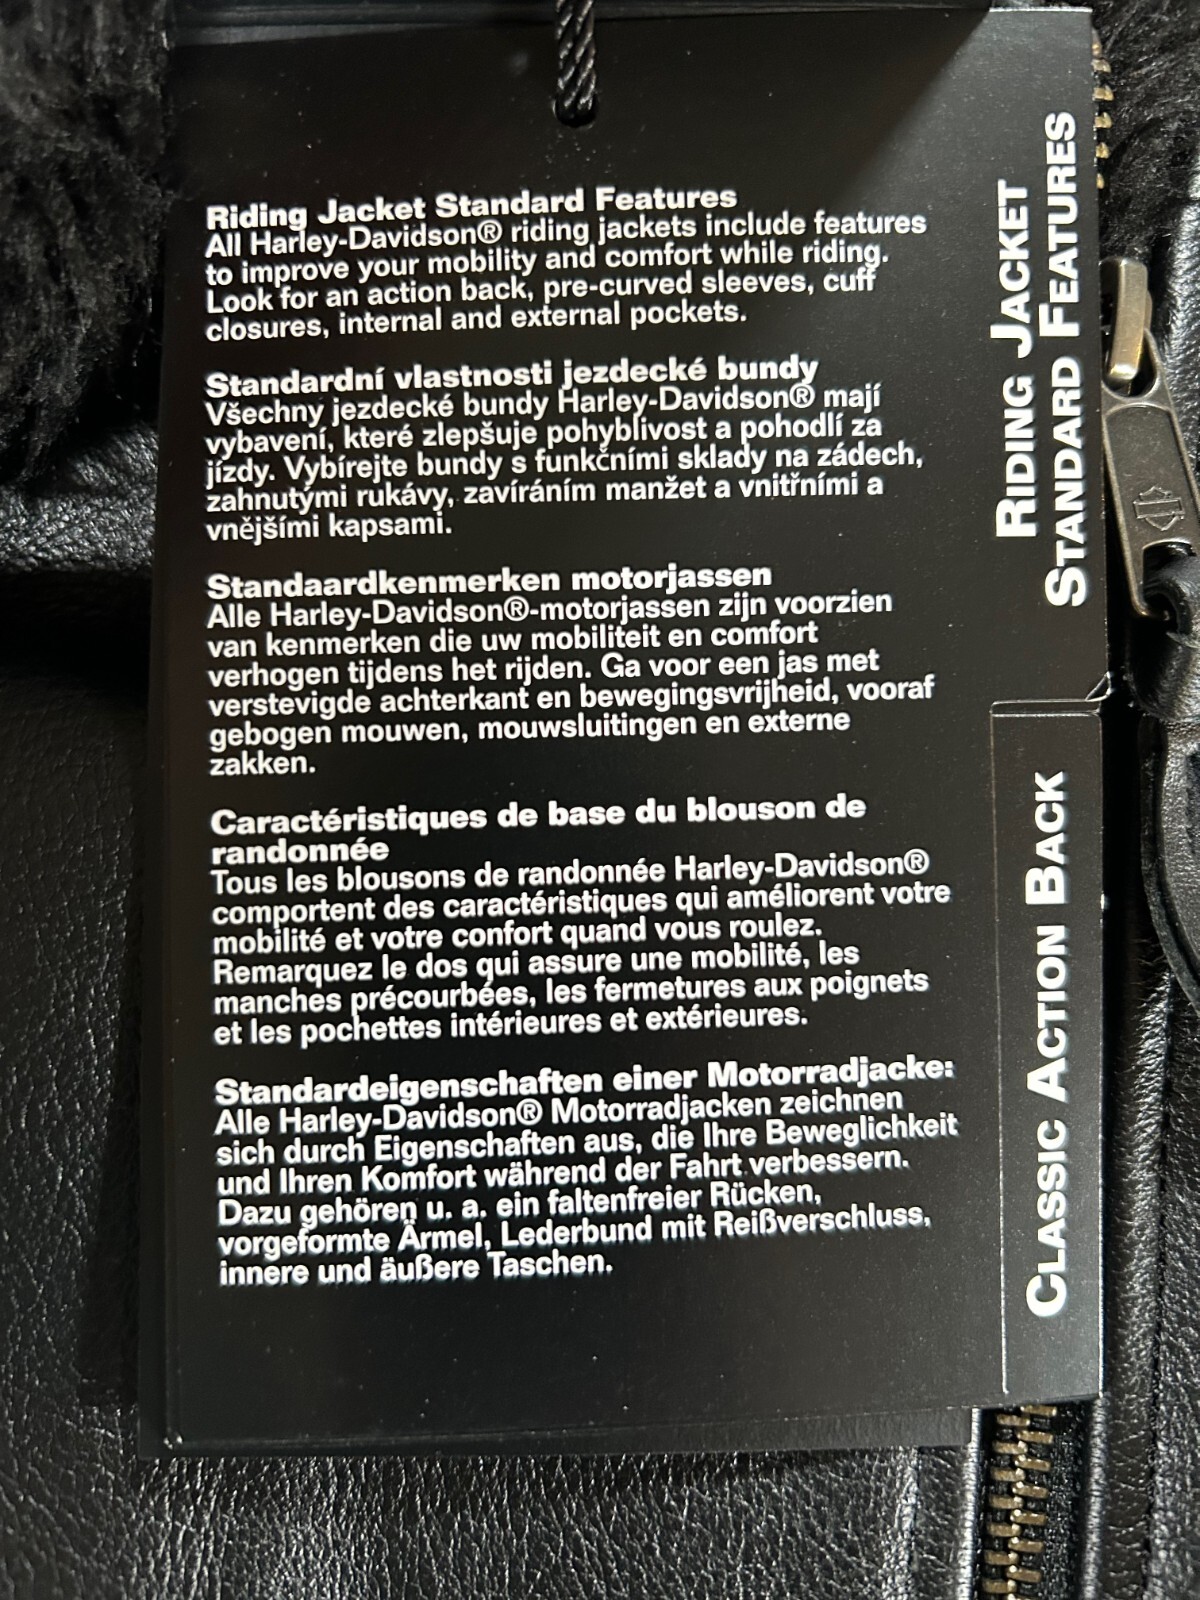 Riding Jacket Standard Features
All Harley-Davidson® riding jackets include features
to improve your mobility and comfort while riding.
Look for an action back, pre-curved sleeves, cuff
closures, internal and external pockets.
Standardní vlastnosti jezdecké bundy
Všechny jezdecké bundy Harley-Davidson® mají
vybavení, které zlepšuje pohyblivost a pohodlí za
jízdy. Vybírejte bundy s funkčními sklady na zádech,
zahnutými rukávy, zavíráním manžet a vnitřními a
vnějšími kapsami.
Standaardkenmerken motorjassen
Alle Harley-Davidson®-motorjassen zijn voorzien
van kenmerken die uw mobiliteit en comfort
verhogen tijdens het rijden. Ga voor een jas met
verstevigde achterkant en bewegingsvrijheid, vooraf
gebogen mouwen, mouwsluitingen en externe
zakken.
Caractéristiques de base du blouson de
randonnée
Tous les blousons de randonnée Harley-Davidson®
comportent des caractéristiques qui améliorent votre
mobilité et votre confort quand vous roulez.
Remarquez le dos qui assure une mobilité, les
manches précourbées, les fermetures aux poignets
et les pochettes intérieures et extérieures.
Standardeigenschaften einer Motorradjacke:
Alle Harley-Davidson® Motorradjacken zeichnen
sich durch Eigenschaften aus, die Ihre Beweglichkeit
und Ihren Komfort während der Fahrt verbessern.
Dazu gehören u. a. ein faltenfreier Rücken,
vorgeformte Ärmel, Lederbund mit Reißverschluss,
innere und äußere Taschen.
RIDING JACKET
STANDARD FEATURES
CLASSIC ACTION BACK